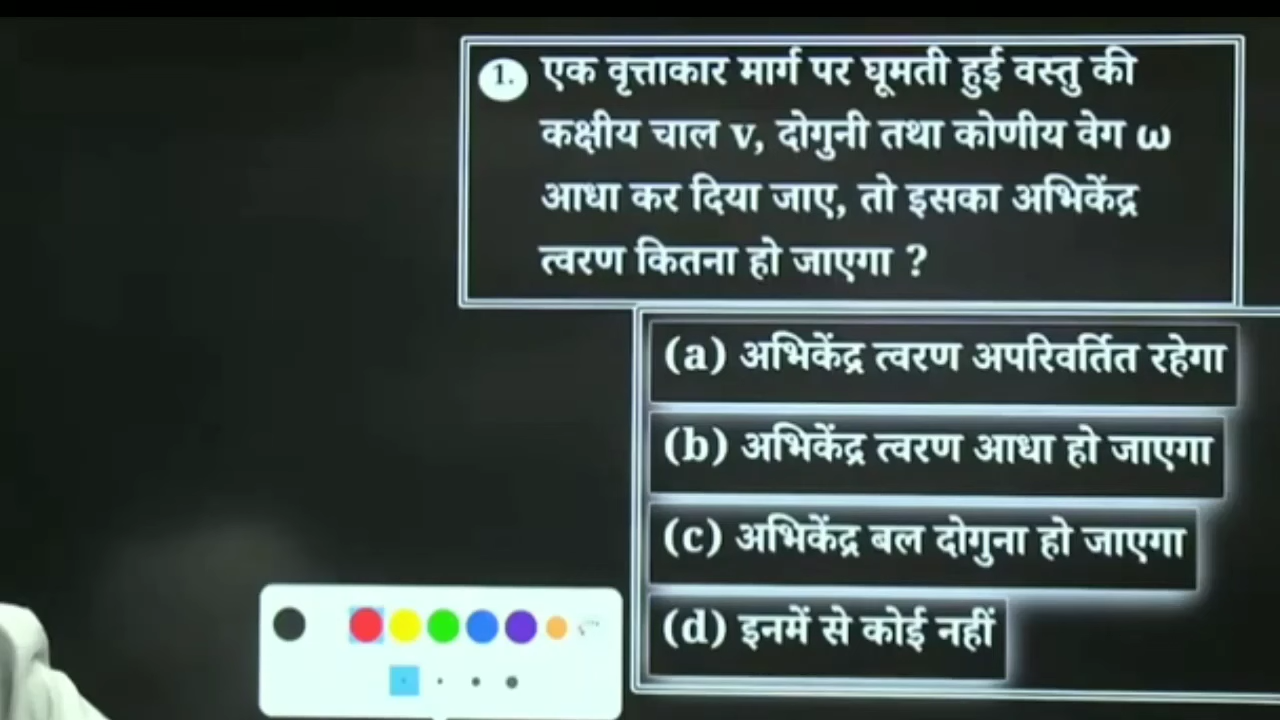 1. एक वृत्ताकार मार्ग पर घूमती हुई वस्तु की
कक्षीय चाल v, दोगुनी तथा कोणीय वेग ω
आधा कर दिया जाए, तो इसका अभिकेंद्र
त्वरण कितना हो जाएगा ?
(a) अभिकेंद्र त्वरण अपरिवर्तित रहेगा
(b) अभिकेंद्र त्वरण आधा हो जाएगा
(c) अभिकेंद्र बल दोगुना हो जाएगा
(d) इनमें से कोई नहीं